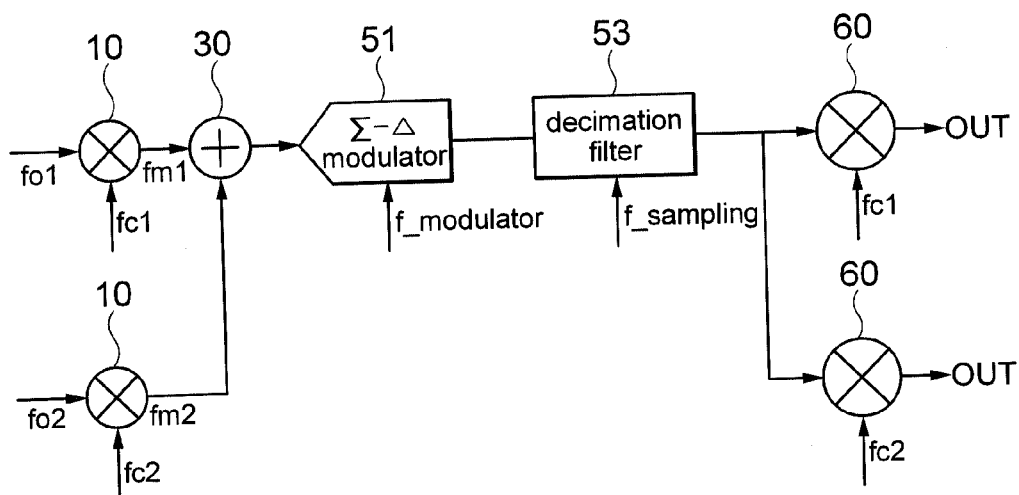 10
30
51
53
60
Σ-Δ
modulator
decimation
filter
OUT
fo1
fm1
fc1
f_modulator
f_sampling
fc1
10
60
OUT
fo2
fm2
fc2
fc2